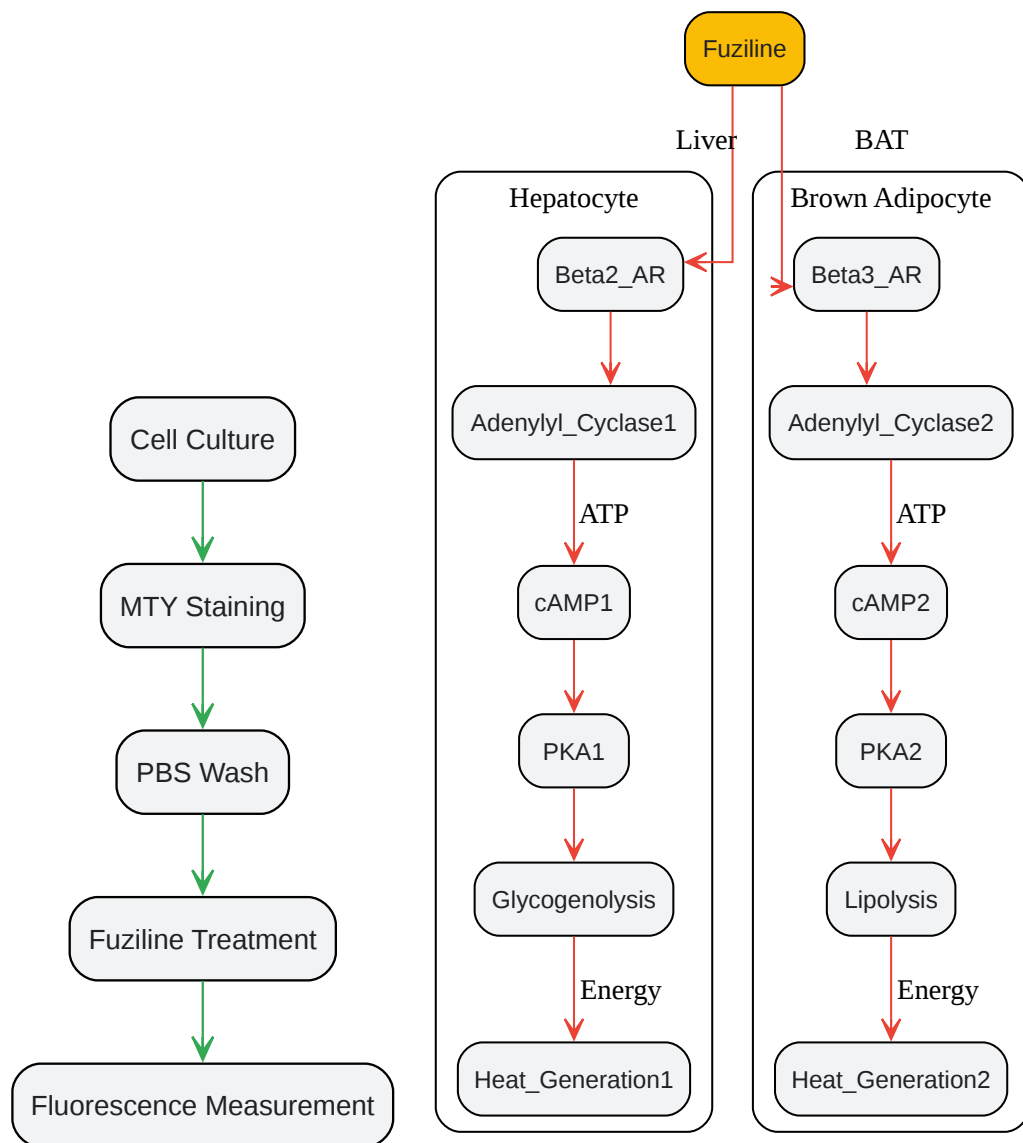 Fuziline
Liver
BAT
Hepatocyte
Brown Adipocyte
Beta2_AR
Beta3_AR
Adenylyl_Cyclase1
Adenylyl_Cyclase2
Cell Culture
ATP
ATP
MTY Staining
cAMP1
cAMP2
PKA1
PKA2
PBS Wash
Glycogenolysis
Lipolysis
Fuziline Treatment
Energy
Energy
Heat_Generation1
Heat_Generation2
Fluorescence Measurement